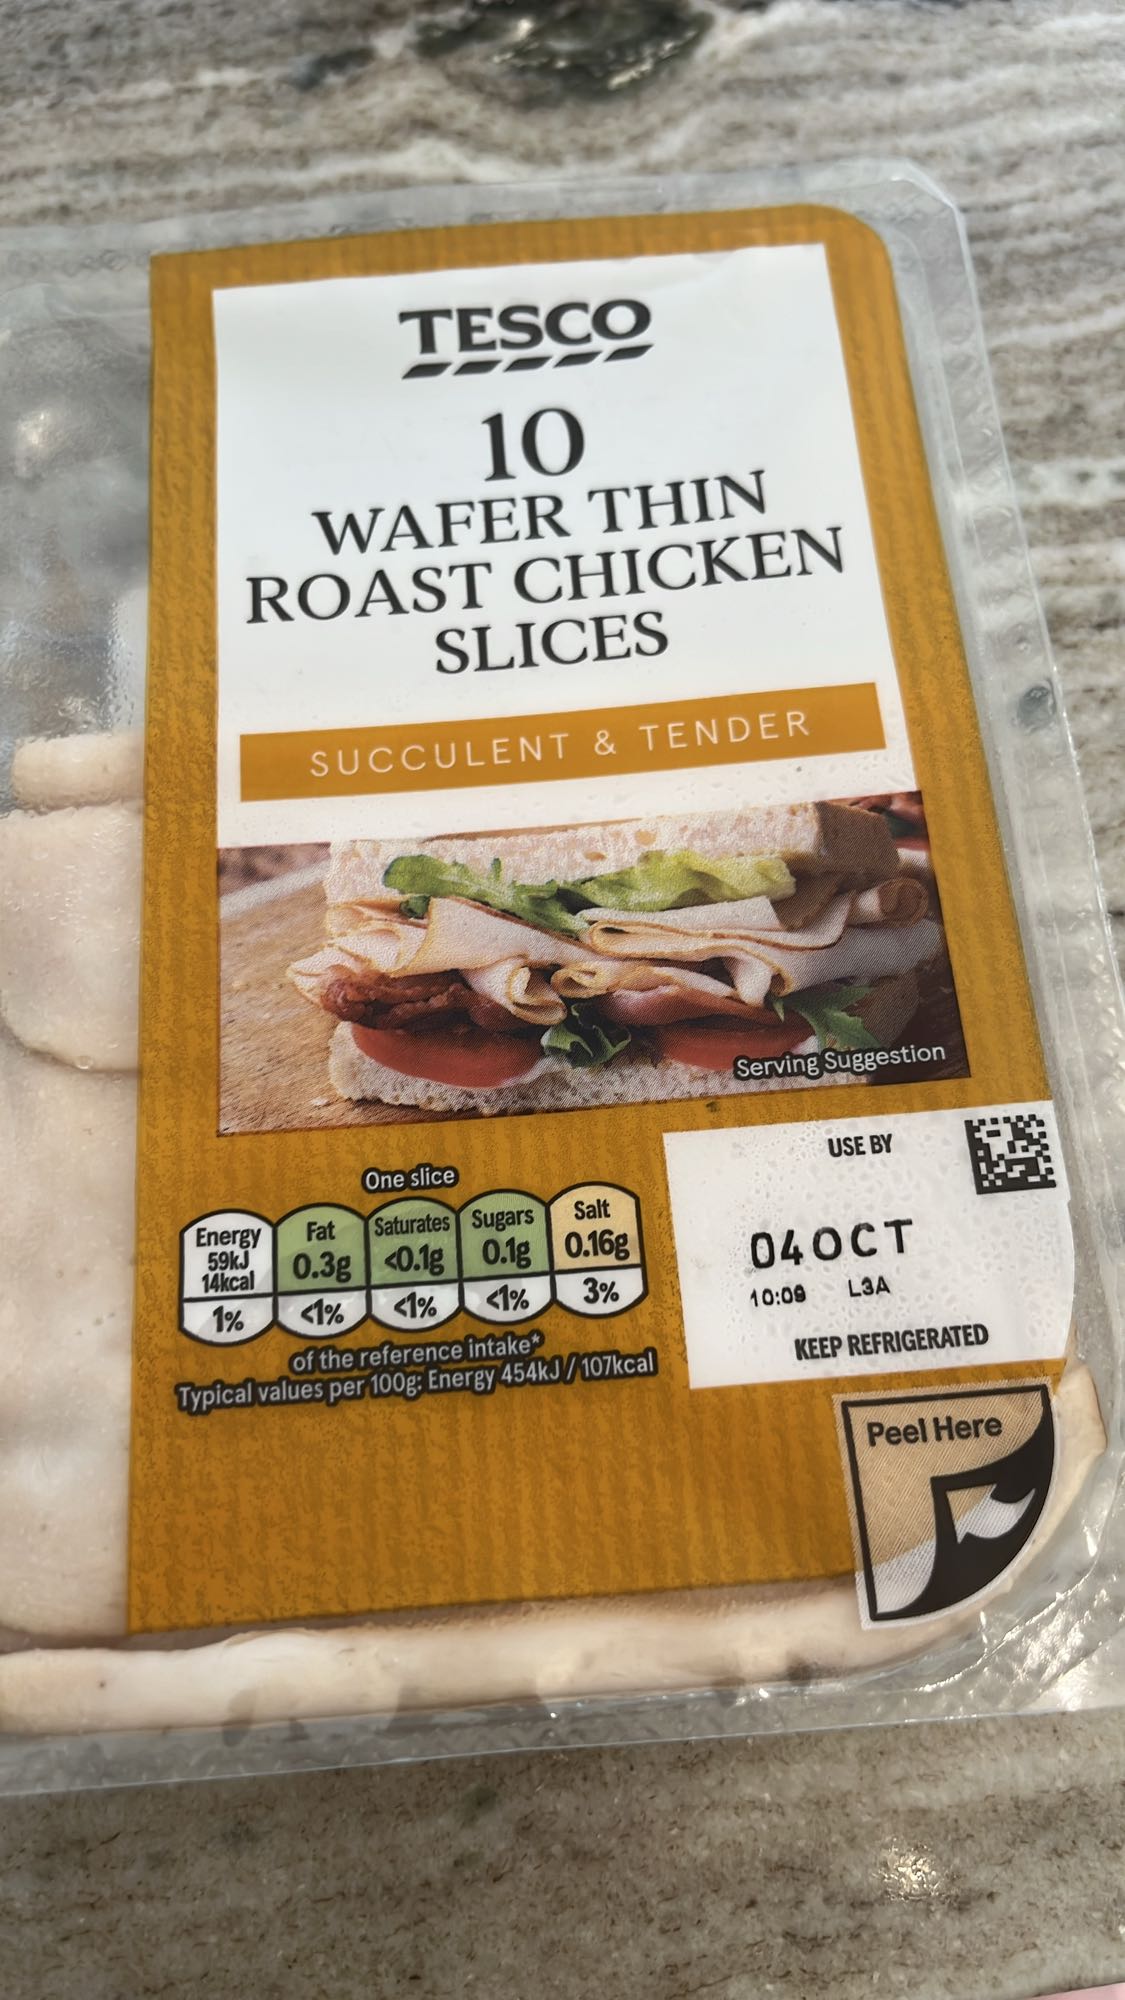 TESCO
10
WAFER THIN
ROAST CHICKEN
SLICES
SUCCULENT & TENDER
Serving Suggestion
One slice
Energy
59kJ
14kcal
1%
Fat
0.3g
<1%
Saturates
<0.1g
<1%
Sugars
0.1g
<1%
Salt
0.16g
3%
of the reference intake*
Typical values per 100g: Energy 454kJ / 107kcal
USE BY
04OCT
10:09 L3A
KEEP REFRIGERATED
Peel Here